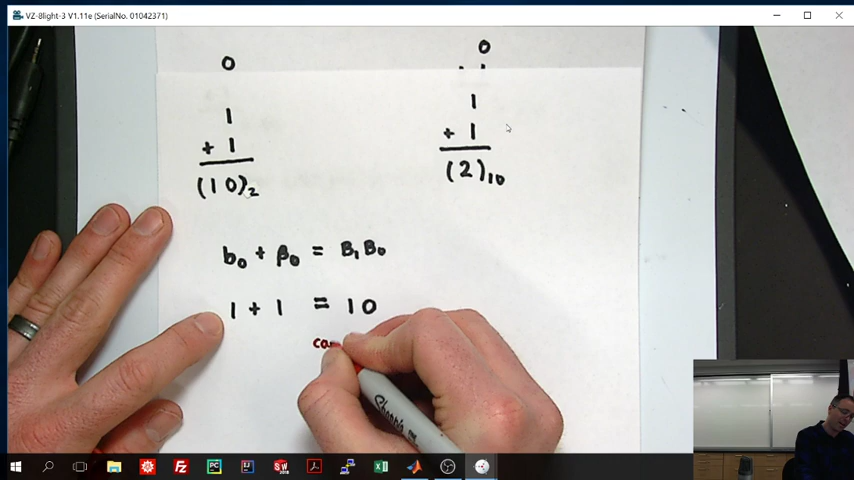 VZ-8light-3 V1.11e (SerialNo. 01042371)
0
1
+ 1
(10)₂
0
1
+ 1
(2)₁₀
b₀ + β₀ = B₁B₀
1 + 1 = 10
ca
Sharpie